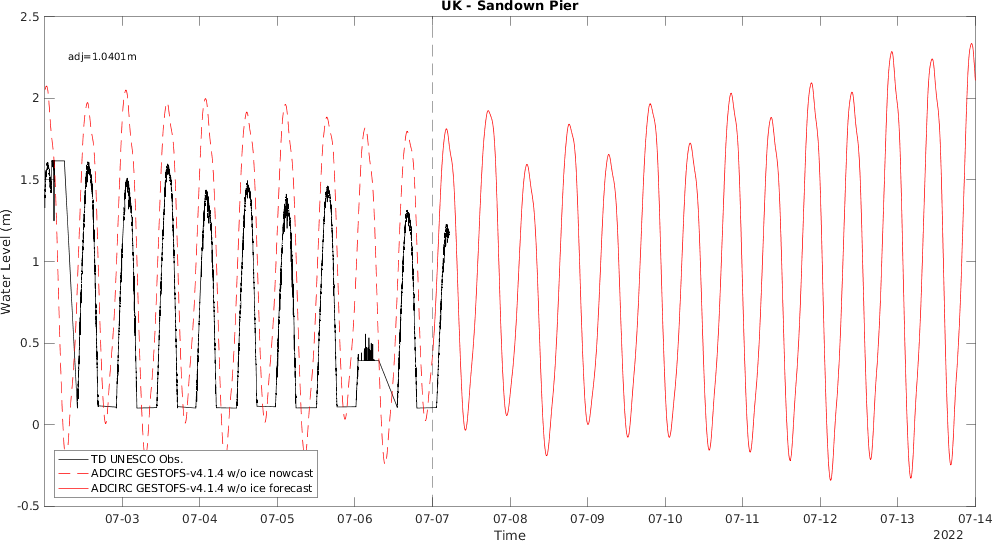 UK - Sandown Pier
adj=1.0401m
2.5
2
1.5
1
0.5
0
-0.5
Water Level (m)
TD UNESCO Obs.
ADCIRC GESTOFS-v4.1.4 w/o ice nowcast
ADCIRC GESTOFS-v4.1.4 w/o ice forecast
07-03 07-04 07-05 07-06 07-07 07-08 07-09 07-10 07-11 07-12 07-13 07-14
Time
2022